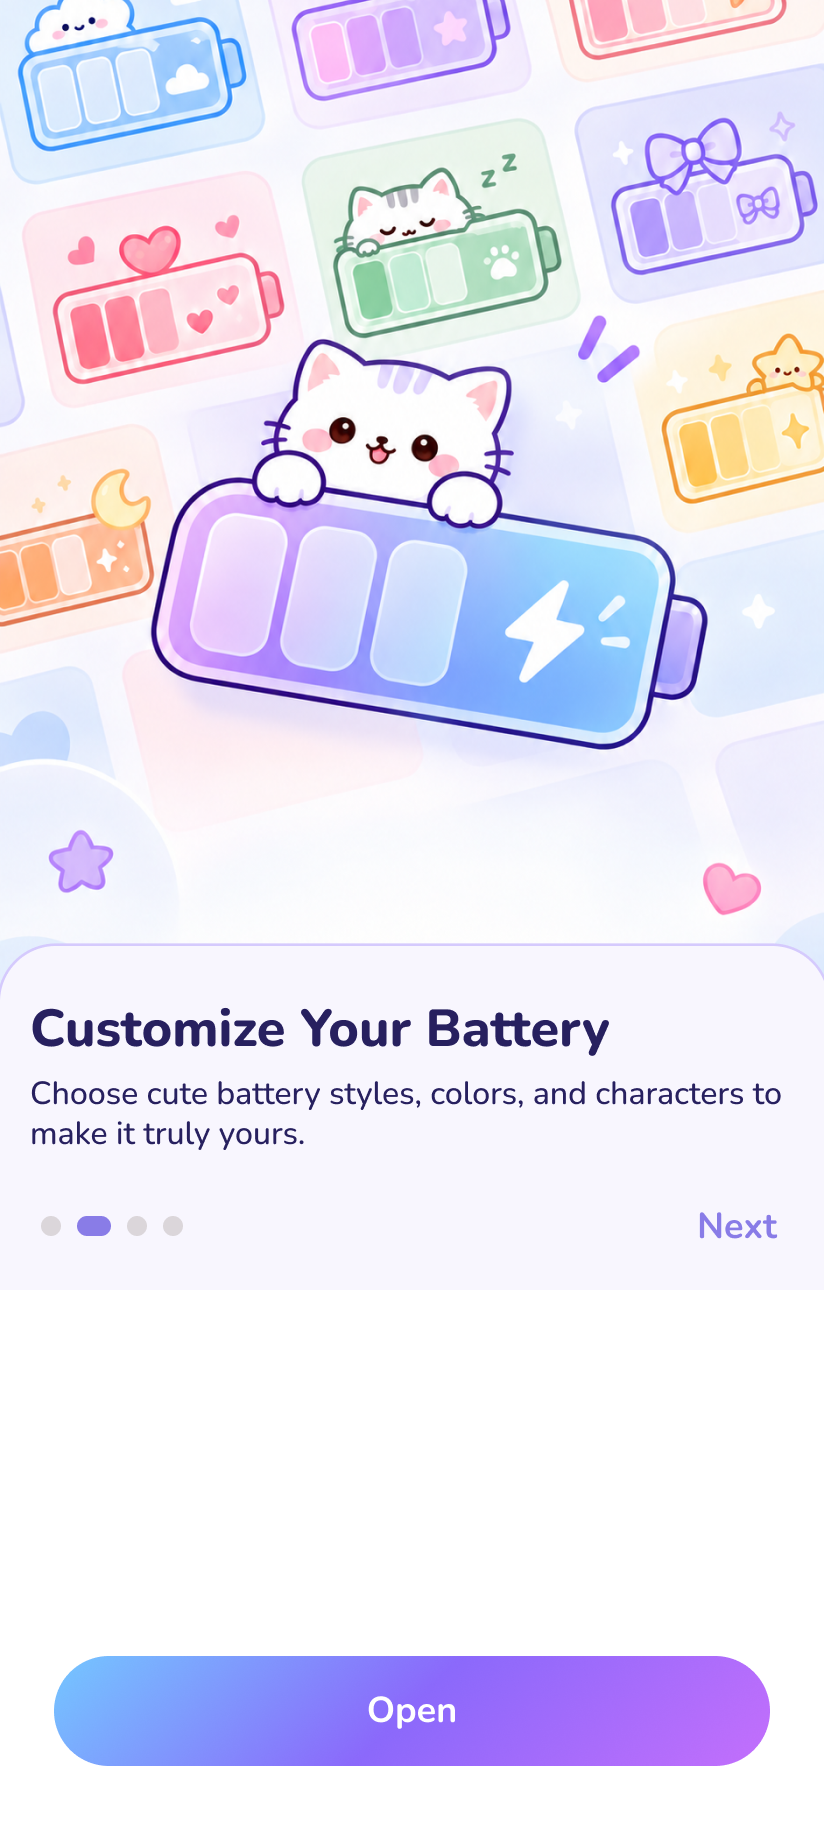 z z
Customize Your Battery
Choose cute battery styles, colors, and characters to
make it truly yours.
Next
Open